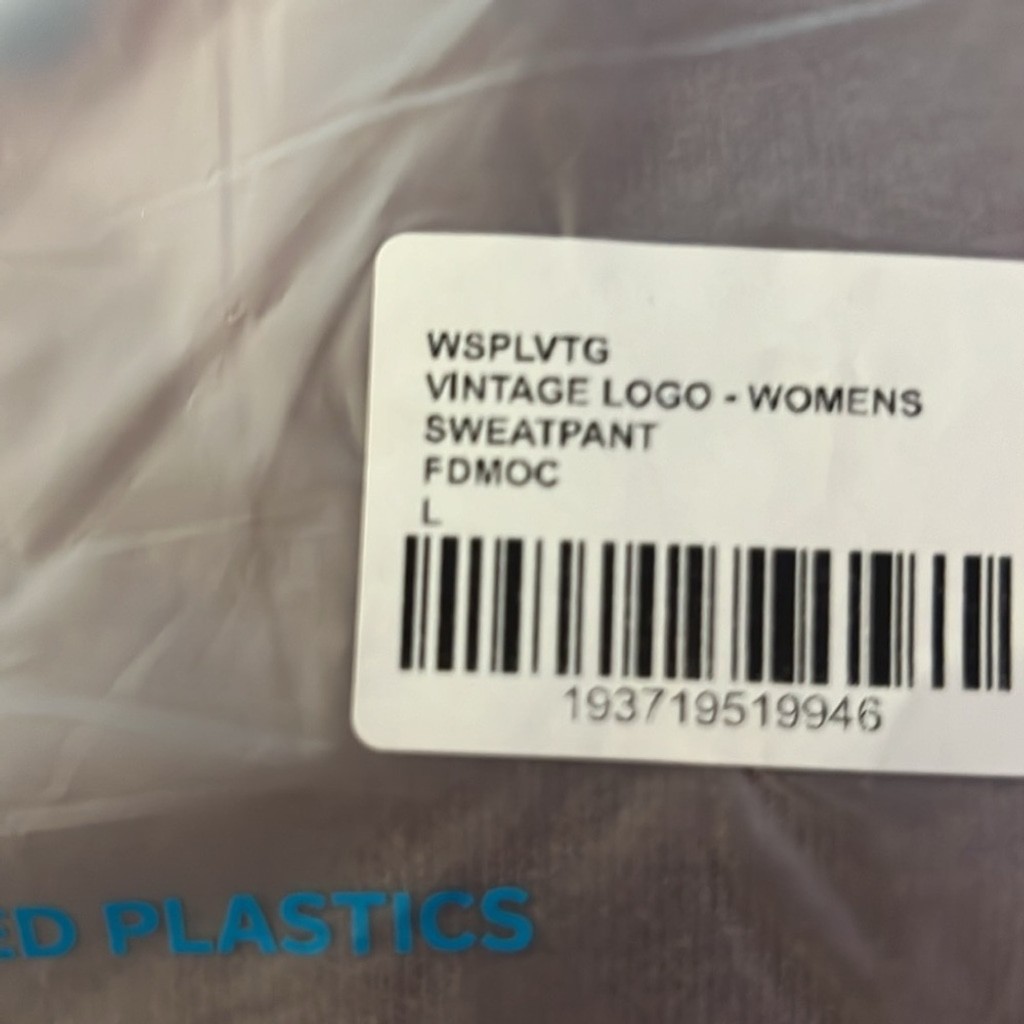 WSPLVTG
VINTAGE LOGO - WOMENS
SWEATPANT
FDMOC
L
193719519946
PLASTICS